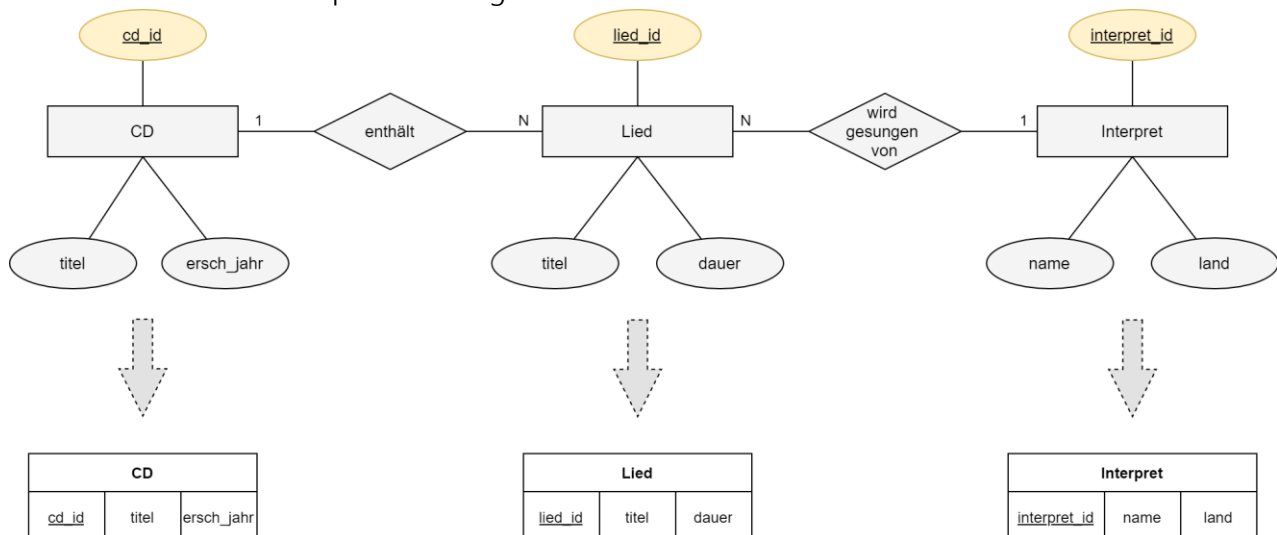 cd_id
lied_id
interpret_id
CD
1
enthält
N
Lied
N
wird
gesungen
von
1
Interpret
titel
ersch_jahr
titel
dauer
name
land
CD
Lied
Interpret
cd_id titel ersch_jahr
lied_id titel dauer
interpret_id name land